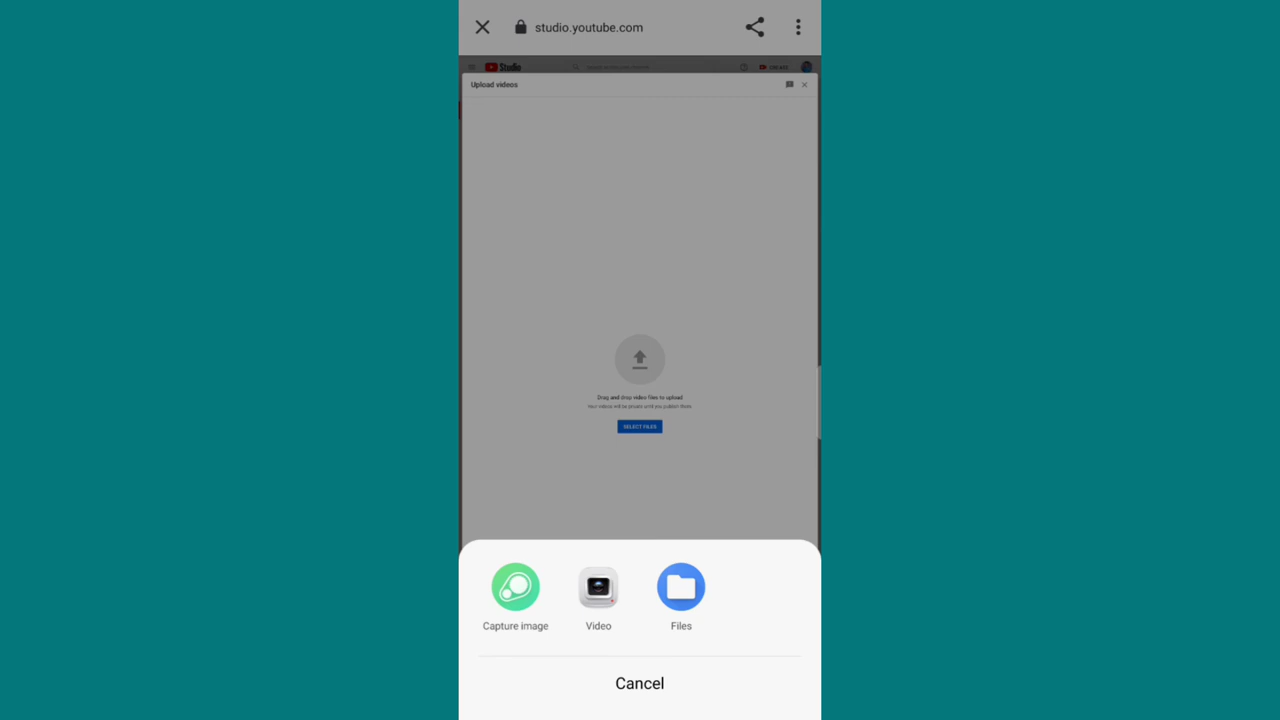 studio.youtube.com
Studio
Upload videos
Drag and drop video files to upload
Your videos will be private until you publish them.
SELECT FILES
Capture image
Video
Files
Cancel